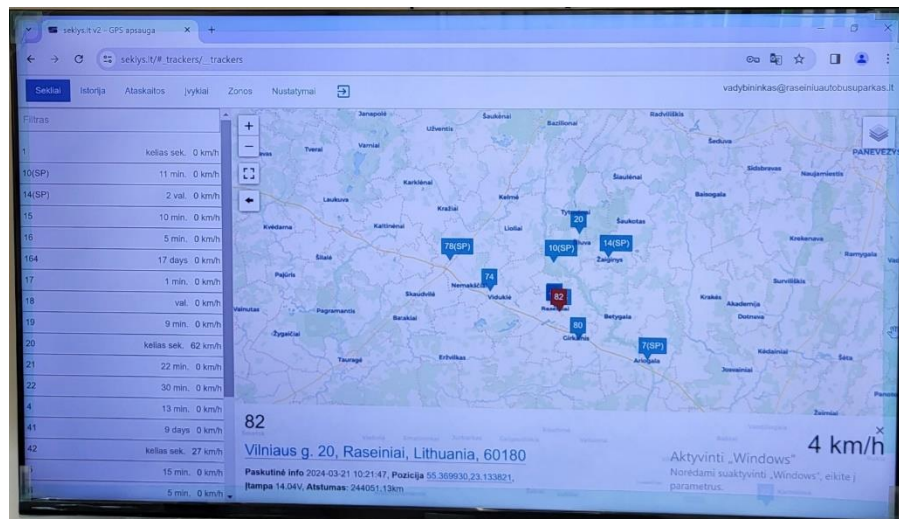 seklys.it v2 - GPS apsauga
seklys.it/#_trackers/_trackers
Sekliai Istorija Ataskaitos Įvykiai Zonos Nustatymai
vadybininkas@raseiniuautobusuparkas.lt
Filtras
1 kelias sek. 0 km/h
10(SP) 11 min. 0 km/h
14(SP) 2 val. 0 km/h
15 10 min. 0 km/h
16 5 min. 0 km/h
164 17 days 0 km/h
17 1 min. 0 km/h
18 val. 0 km/h
19 9 min. 0 km/h
20 kelias sek. 62 km/h
21 22 min. 0 km/h
22 30 min. 0 km/h
4 13 min. 0 km/h
41 9 days 0 km/h
42 kelias sek. 27 km/h
15 min. 0 km/h
5 min. 0 km/h
Janapolė
Užventis
Šaukėnai
Bazilionai
Radviliškis
Tverai
Varniai
Šeduva
PANEVĖŽYS
Šiaulėnai
Sidabravas
Naujamiestis
Karklėnai
Laukuva
Kražiai
Kelmė
Baisogala
Kvėdarna
Kaltinėnai
Lioliai
20
Šaukotas
78(SP)
10(SP)
14(SP)
Žaiginys
Krekenava
Ramygala
Šilalė
Pajūris
74
Viduklė
Skaudvilė
82
Surviliškis
Krakės
Akademija
Dotnuva
Vainutas
Pagramantis
Batakiai
Betygala
Žygaičiai
80
Girkalnis
7(SP)
Ariogala
Kėdainiai
Šėta
Tauragė
Eržvilkas
Josvainiai
Žeimiai
82
4 km/h
Vilniaus g. 20, Raseiniai, Lithuania, 60180
Paskutinė info 2024-03-21 10:21:47, Pozicija 55.369930,23.133821,
Įtampa 14.04V, Atstumas: 244051.13km
Aktyvinti „Windows“
Norėdami suaktyvinti „Windows“, eikite į
parametrus.